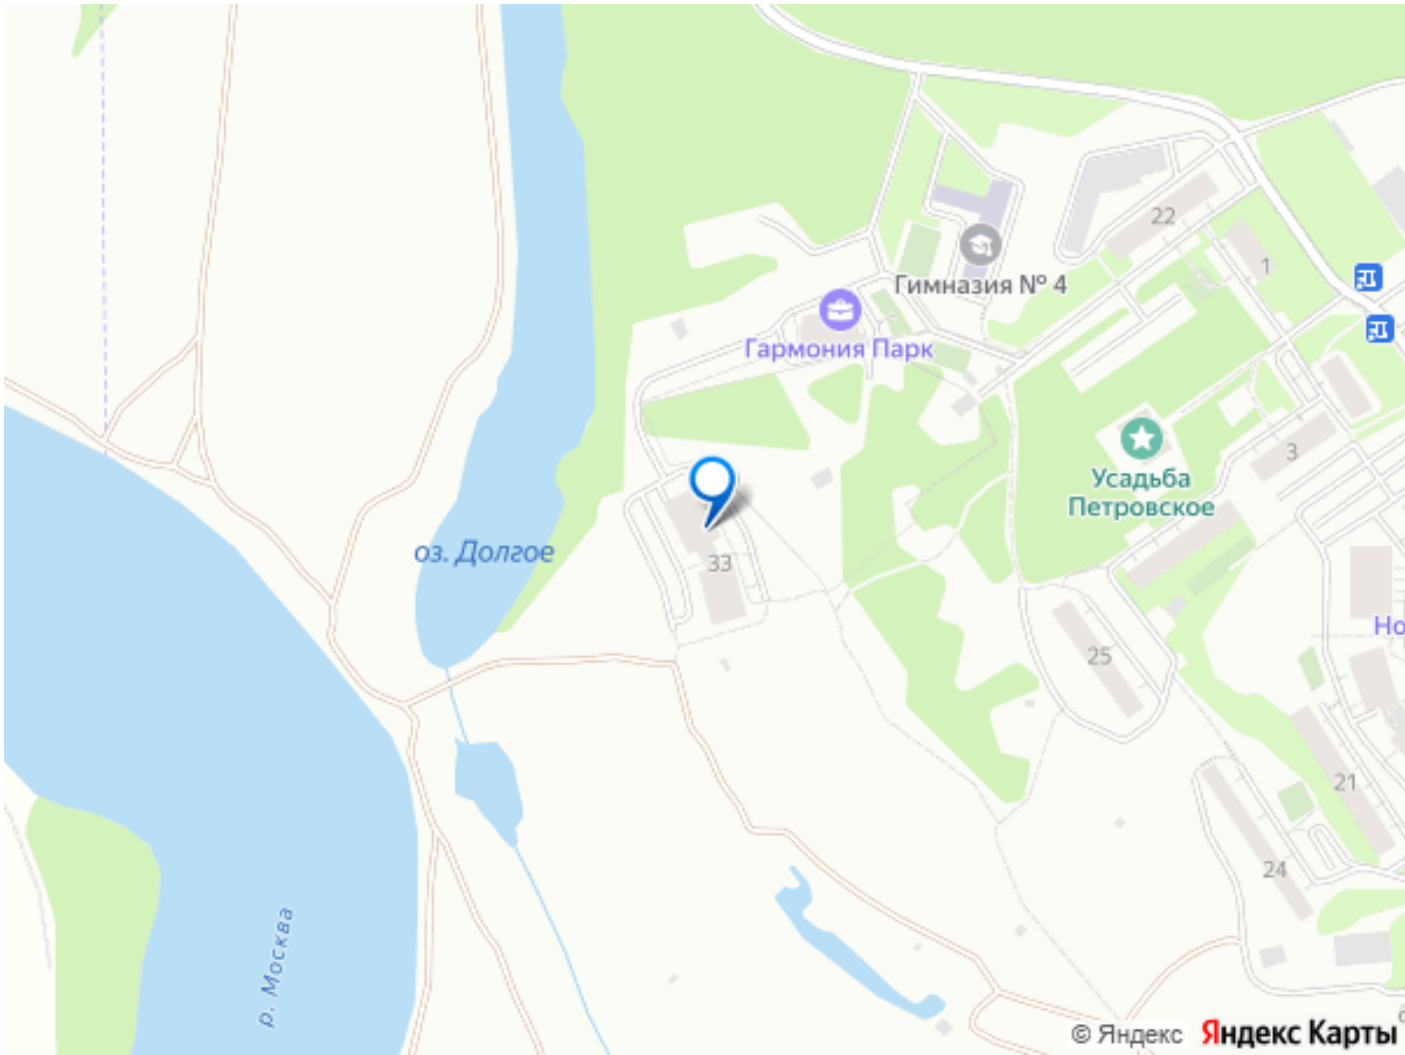 22
1
Гимназия № 4
Гармония Парк
3
Усадьба
Петровское
оз. Долгое
33
Но
25
21
24
р. Москва
© Яндекс Яндекс Карты